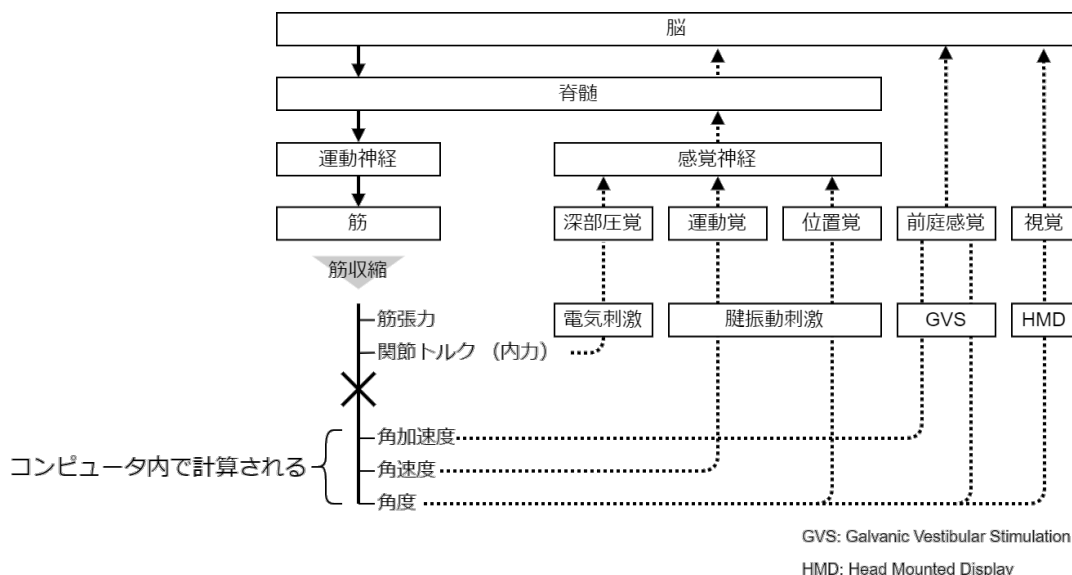 脳
脊髄
運動神経
感覚神経
筋
深部圧覚
運動覚
位置覚
前庭感覚
視覚
筋収縮
電気刺激
腱振動刺激
GVS
HMD
筋張力
関節トルク (内力)
角加速度
コンピュータ内で計算される
角速度
角度
GVS: Galvanic Vestibular Stimulation
HMD: Head Mounted Display